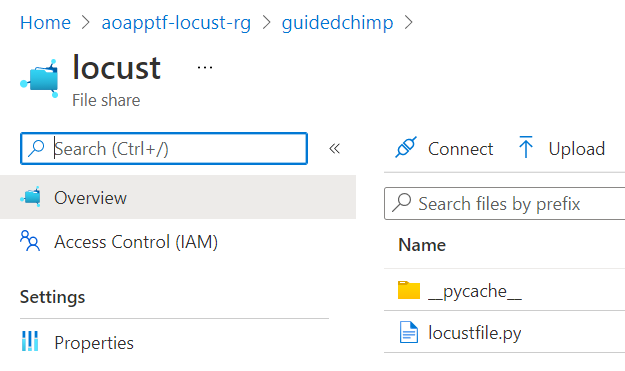 Home > aoapptf-locust-rg > guidedchimp >
locust ...
File share
Search (Ctrl+/) «
Overview
Access Control (IAM)
Settings
Properties
Connect Upload
Search files by prefix
Name
__pycache__
locustfile.py